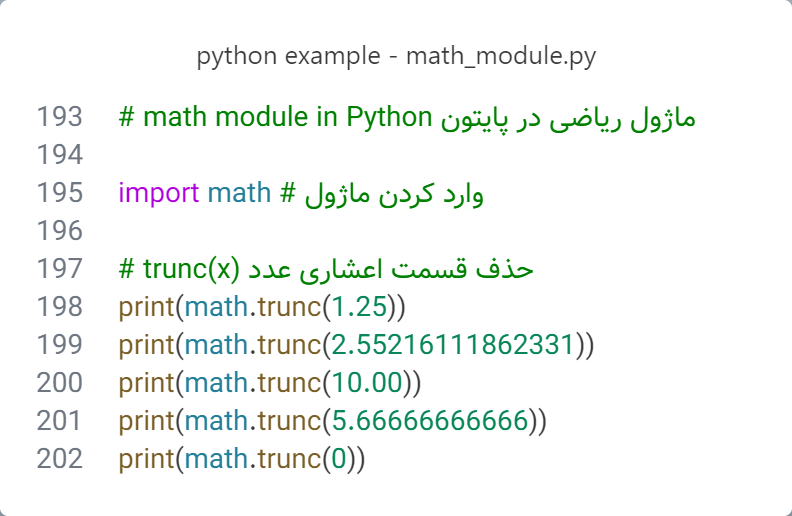 python example - math_module.py
193 # math module in Python ماژول ریاضی در پایتون
194
195 import math # وارد کردن ماژول
196
197 # trunc(x) حذف قسمت اعشاری عدد
198 print(math.trunc(1.25))
199 print(math.trunc(2.55216111862331))
200 print(math.trunc(10.00))
201 print(math.trunc(5.66666666666))
202 print(math.trunc(0))